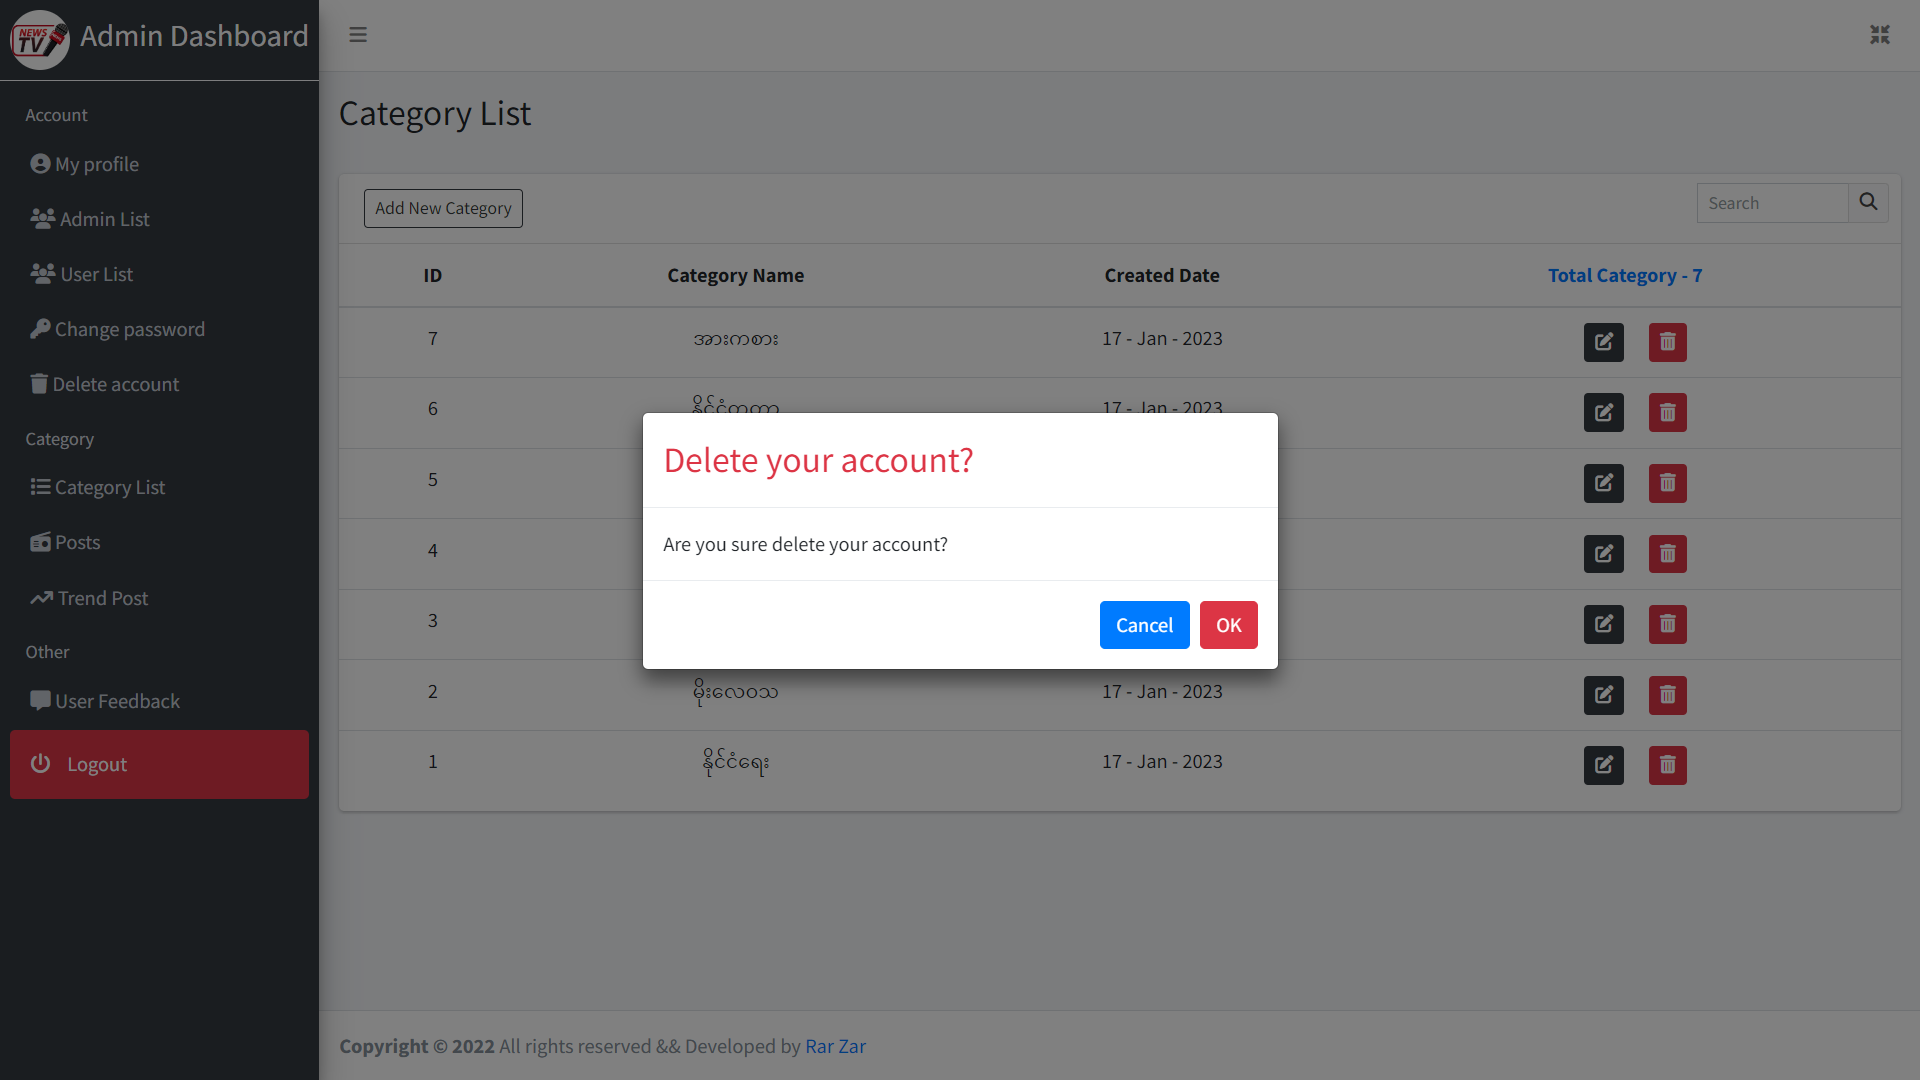 NEWS
TV
Admin Dashboard
Account
My profile
Admin List
User List
Change password
Delete account
Category
Category List
Posts
Trend Post
Other
User Feedback
Logout
Category List
Add New Category
Search
ID Category Name Created Date Total Category - 7
7 အားကစား 17 - Jan - 2023
6 နိုင်ငံတကာ 17 - Jan - 2023
5
4
3
2 မိုးလေဝသ 17 - Jan - 2023
1 နိုင်ငံရေး 17 - Jan - 2023
Delete your account?
Are you sure delete your account?
Cancel OK
Copyright © 2022 All rights reserved && Developed by Rar Zar